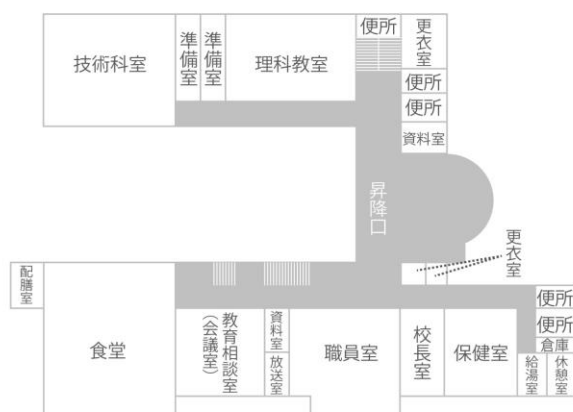 便所
更衣室
技術科室
準備室
準備室
理科教室
便所
便所
資料室
昇降口
更衣室
配膳室
食堂
教育相談室
（会議室）
資料室
放送室
職員室
校長室
保健室
便所
便所
倉庫
給湯室
休憩室